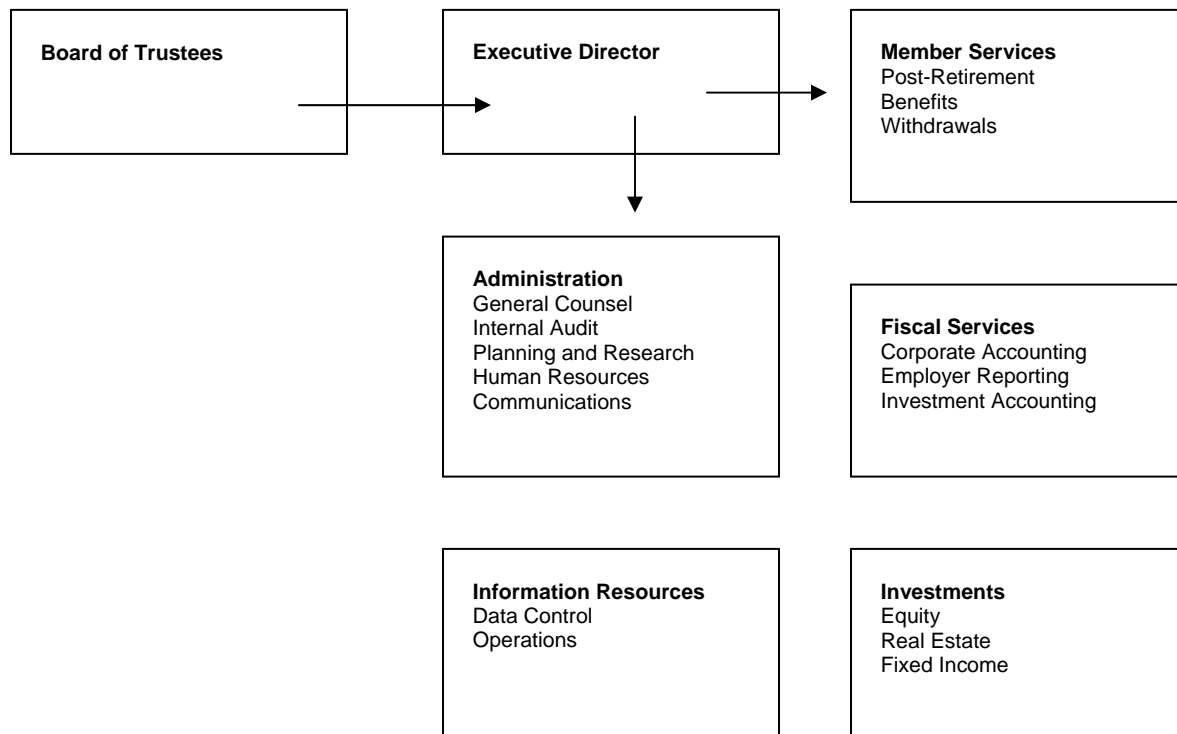 Board of Trustees
Executive Director
Member Services
Post-Retirement
Benefits
Withdrawals
Administration
General Counsel
Internal Audit
Planning and Research
Human Resources
Communications
Fiscal Services
Corporate Accounting
Employer Reporting
Investment Accounting
Information Resources
Data Control
Operations
Investments
Equity
Real Estate
Fixed Income